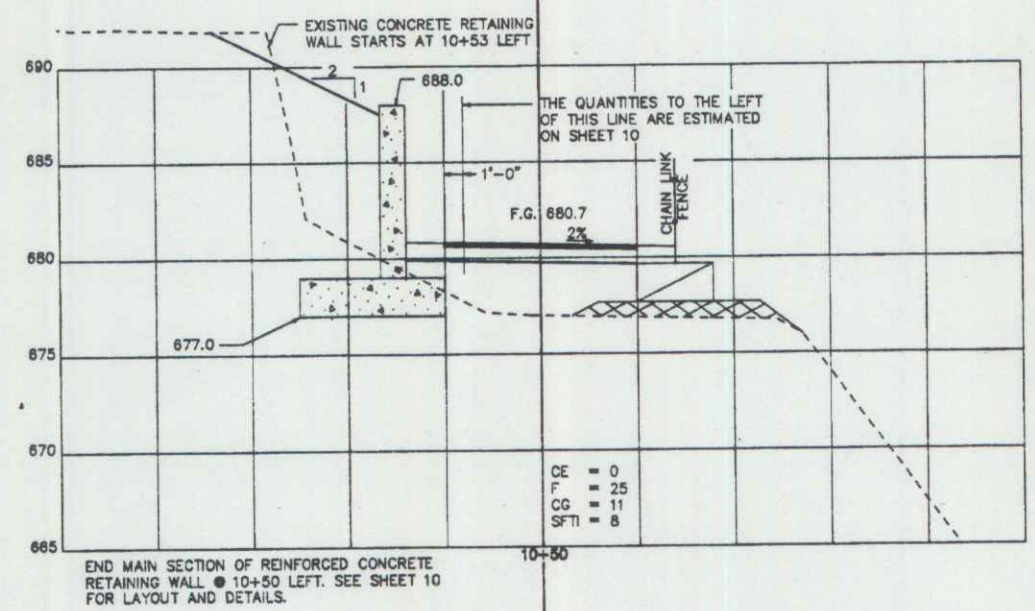 EXISTING CONCRETE RETAINING
WALL STARTS AT 10+53 LEFT
690
2
1
688.0
THE QUANTITIES TO THE LEFT
OF THIS LINE ARE ESTIMATED
ON SHEET 10
685
1'-0"
CHAIN LINK
FENCE
F.G. 680.7
2%
680
677.0
675
670
CE = 0
F = 25
CG = 11
SFTI = 8
665
10+50
END MAIN SECTION OF REINFORCED CONCRETE
RETAINING WALL @ 10+50 LEFT. SEE SHEET 10
FOR LAYOUT AND DETAILS.